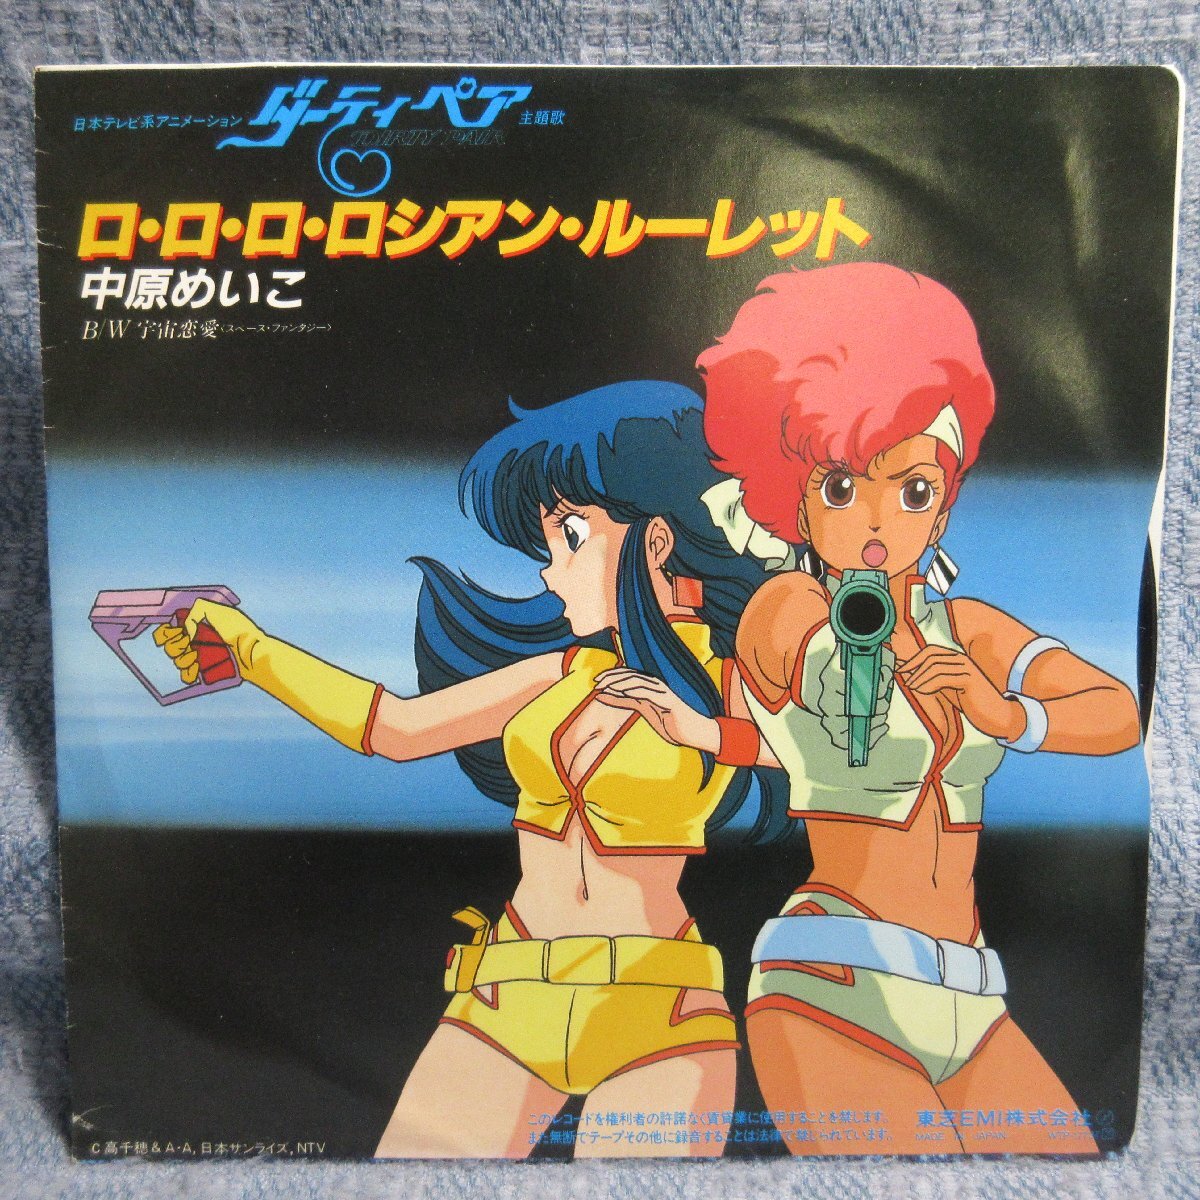 日本テレビ系アニメーション ダーティペア 主題歌
DIRTY PAIR
ロ・ロ・ロ・ロシアン・ルーレット
中原めいこ
B/W 宇宙恋愛〈スペース・ファンタジー〉
このレコードを権利者の許諾なく賃貸業に使用することを禁じます。
また無断でテープその他に録音することは法律で禁じられています。
東芝EMI株式会社
MADE IN JAPAN
C 高千穂&A・A,日本サンライズ,NTV